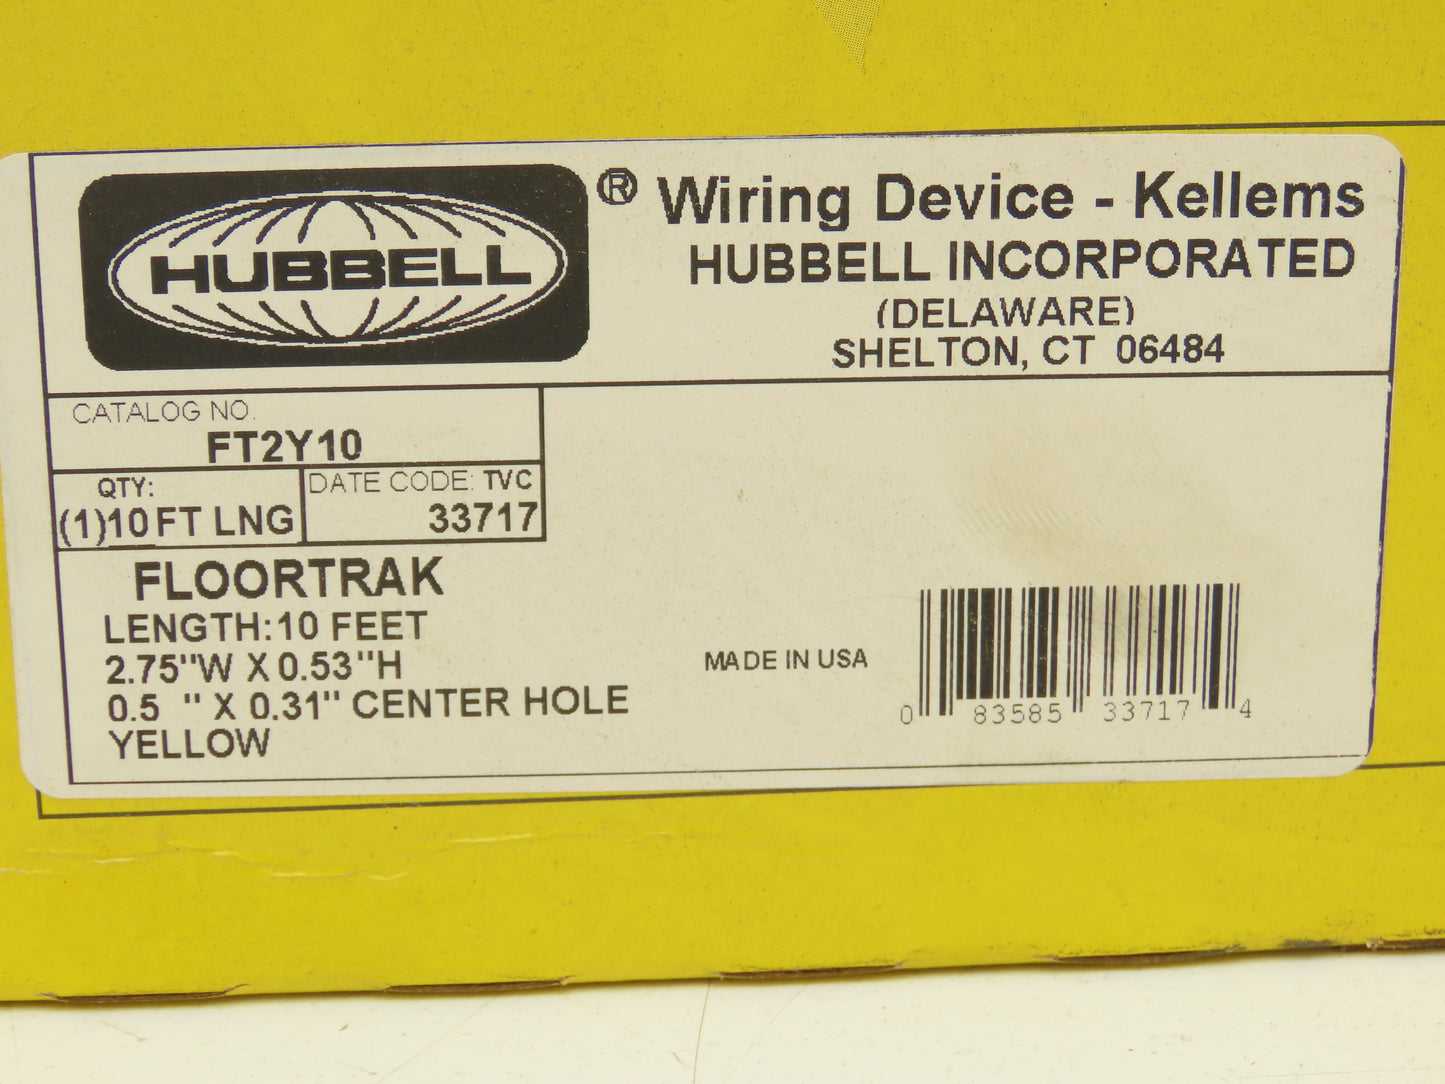 HUBBELL ® Wiring Device - Kellems
HUBBELL INCORPORATED
(DELAWARE)
SHELTON, CT 06484
CATALOG NO.
FT2Y10
QTY:
(1)10 FT LNG
DATE CODE: TVC
33717
FLOORTRAK
LENGTH:10 FEET
2.75"W X 0.53"H
0.5 " X 0.31" CENTER HOLE
YELLOW
MADE IN USA
0 83585 33717 4